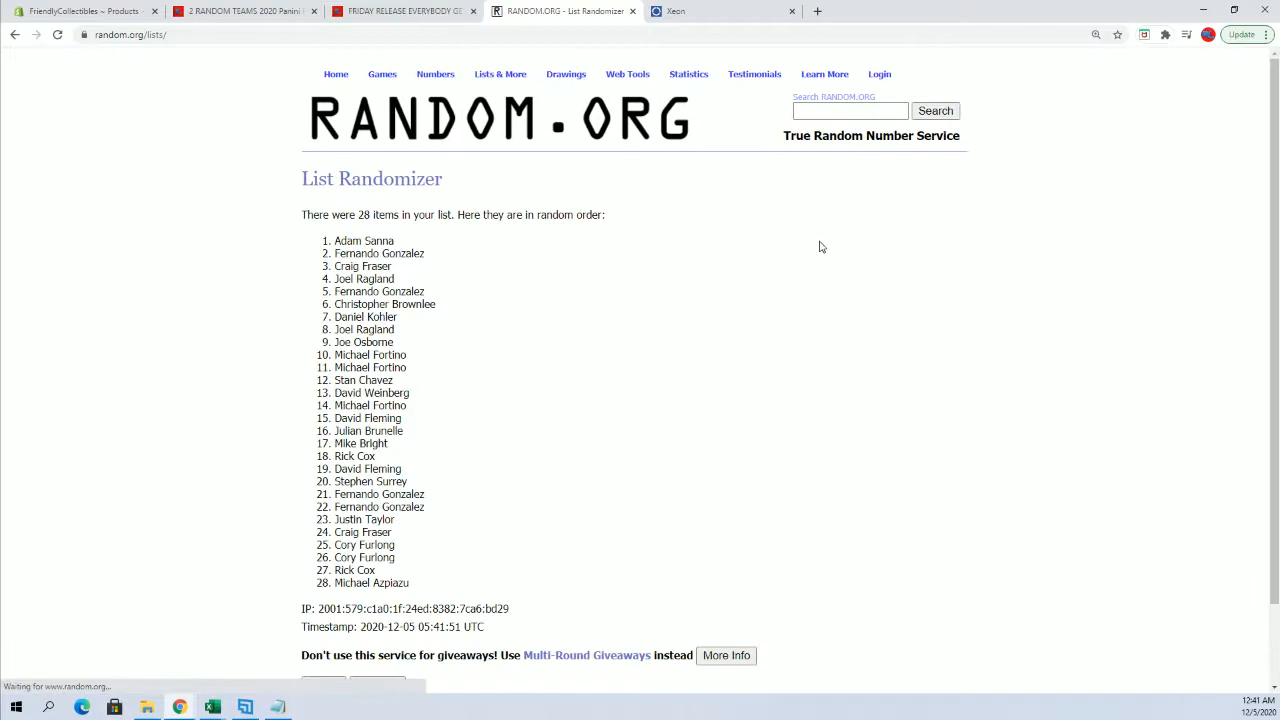 FriendlyCollectibles ~ Products -
2 RANDOM TEAMS 2020 Panini
FRIDAY RELEASE EVERYBODY GE
RANDOM.ORG - List Randomizer
Xeon
random.org/lists/
Update
Home Games Numbers Lists & More Drawings Web Tools Statistics Testimonials Learn More Login
RANDOM.ORG
Search RANDOM.ORG
Search
True Random Number Service
List Randomizer
There were 28 items in your list. Here they are in random order:
1. Adam Sanna
2. Fernando Gonzalez
3. Craig Fraser
4. Joel Ragland
5. Fernando Gonzalez
6. Christopher Brownlee
7. Daniel Kohler
8. Joel Ragland
9. Joe Osborne
10. Michael Fortino
11. Michael Fortino
12. Stan Chavez
13. David Weinberg
14. Michael Fortino
15. David Fleming
16. Julian Brunelle
17. Mike Bright
18. Rick Cox
19. David Fleming
20. Stephen Surrey
21. Fernando Gonzalez
22. Fernando Gonzalez
23. Justin Taylor
24. Craig Fraser
25. Cory Furlong
26. Cory Furlong
27. Rick Cox
28. Michael Azpiazu
IP: 2001:579:c1a0:1f:24ed:8382:7ca6:bd29
Timestamp: 2020-12-05 05:41:51 UTC
Don't use this service for giveaways! Use Multi-Round Giveaways instead More Info
Waiting for www.random.org...
12:41 AM
12/5/2020